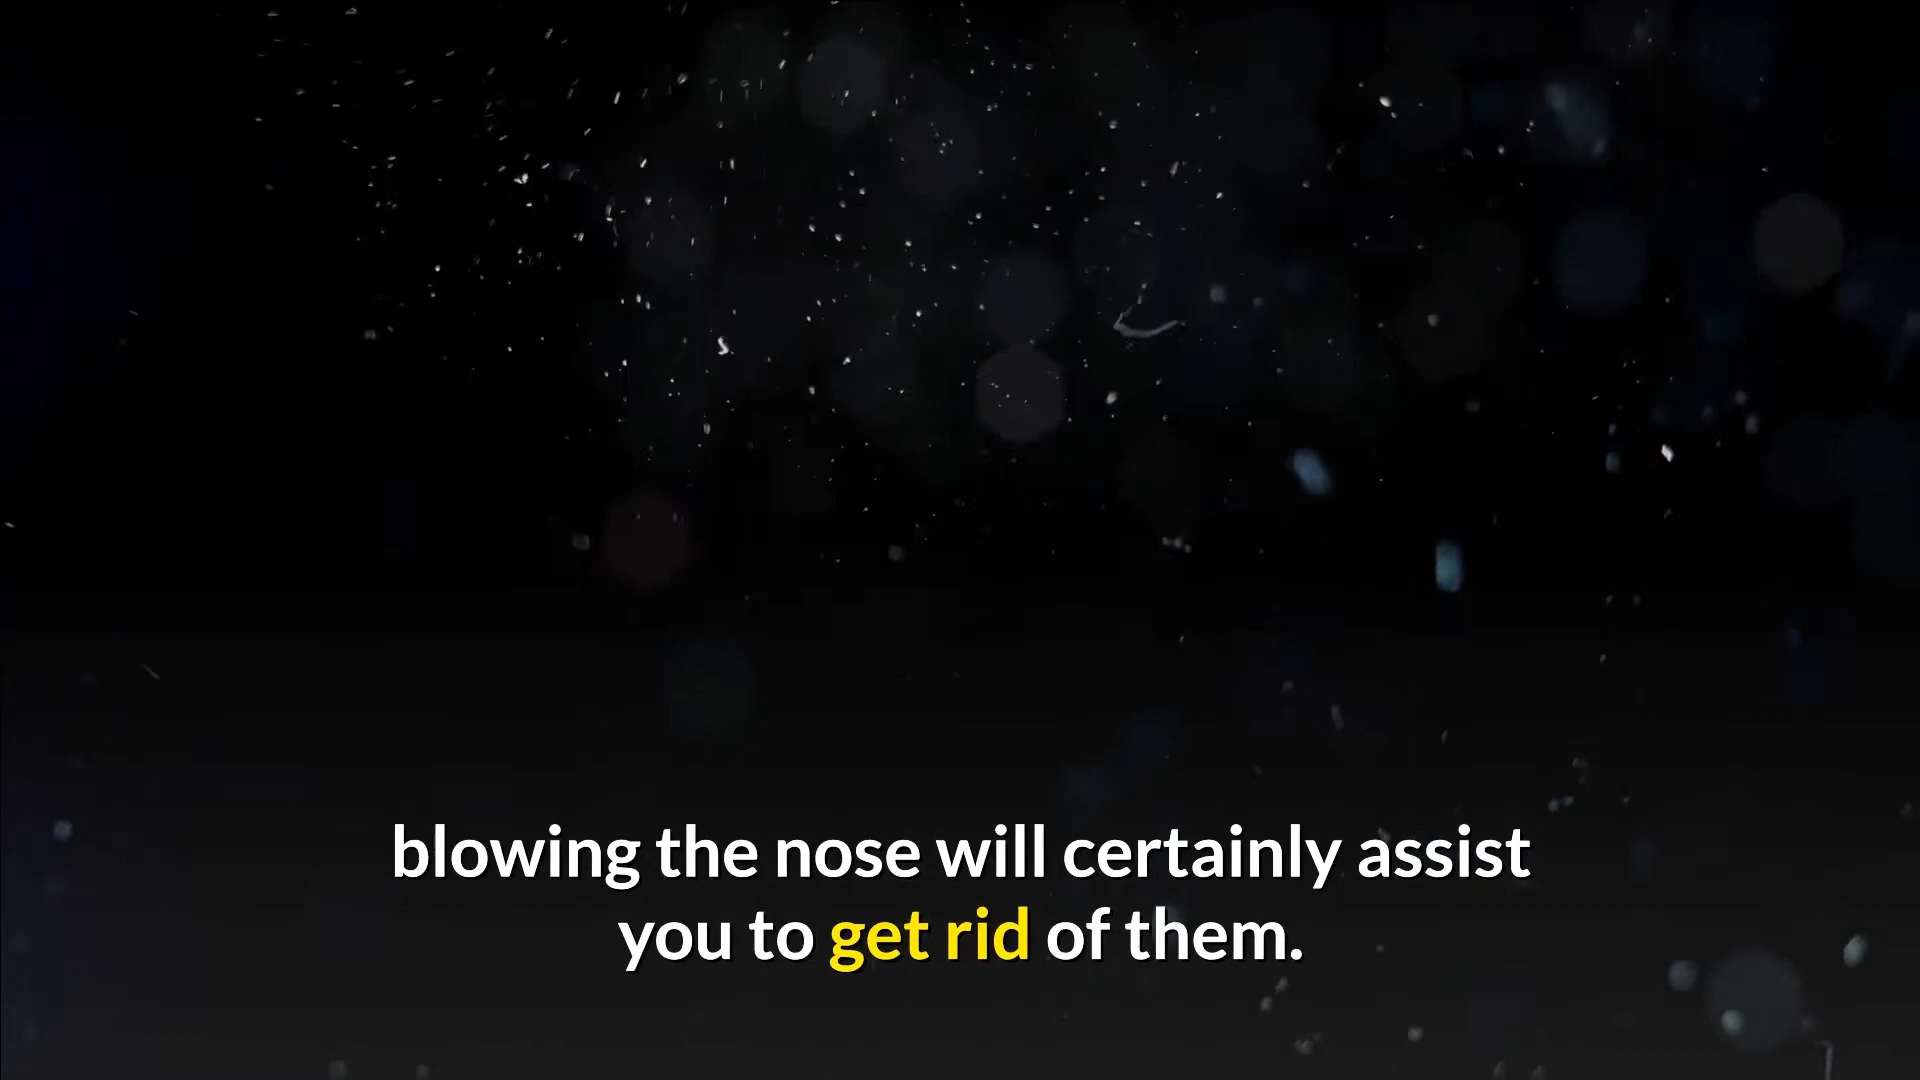 blowing the nose will certainly assist
you to get rid of them.